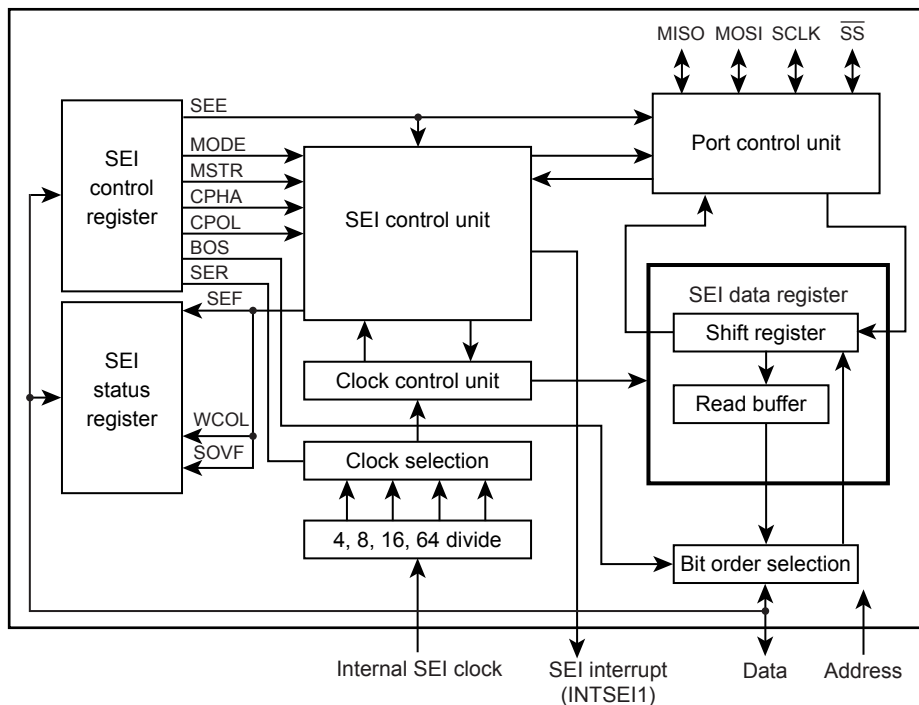 MISO MOSI SCLK SS
SEE
MODE
MSTR
CPHA
CPOL
BOS
SER
SEF
WCOL
SOVF
SEI
control
register
SEI
status
register
SEI control unit
Port control unit
SEI data register
Shift register
Read buffer
Clock control unit
Clock selection
4, 8, 16, 64 divide
Bit order selection
Internal SEI clock
SEI interrupt
(INTSEI1)
Data
Address